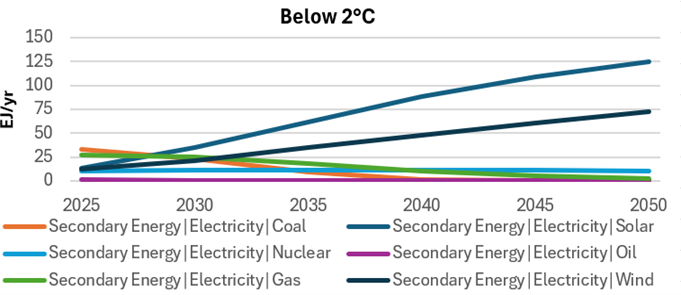 Below 2°C
150
125
100
75
50
25
0
EJ/yr
2025 2030 2035 2040 2045 2050
Secondary Energy|Electricity|Coal Secondary Energy|Electricity|Solar
Secondary Energy|Electricity|Nuclear Secondary Energy|Electricity|Oil
Secondary Energy|Electricity|Gas Secondary Energy|Electricity|Wind